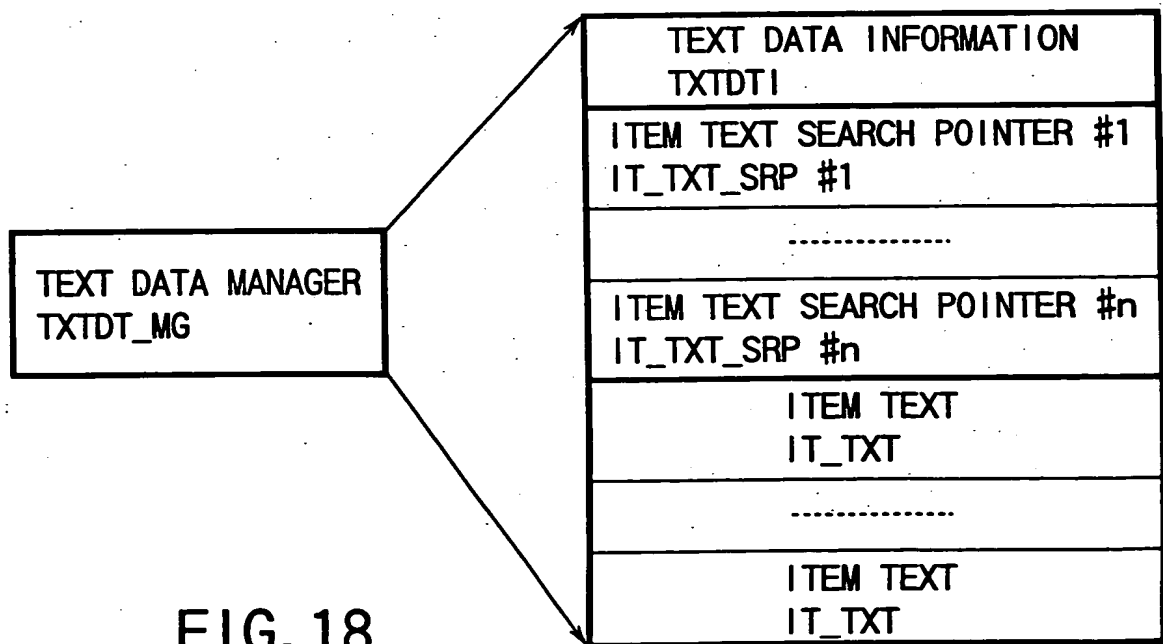 TEXT DATA MANAGER
TXTDT_MG
TEXT DATA INFORMATION
TXTDTI
ITEM TEXT SEARCH POINTER #1
IT_TXT_SRP #1
...............
ITEM TEXT SEARCH POINTER #n
IT_TXT_SRP #n
ITEM TEXT
IT_TXT
...............
ITEM TEXT
IT_TXT
FIG. 18